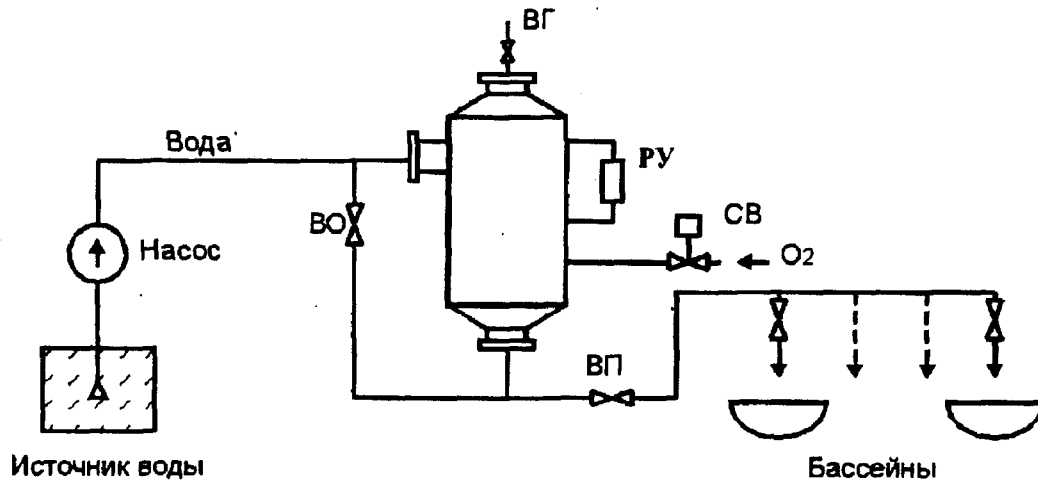 ВГ
Вода
РУ
ВО
СВ
Насос
O2
ВП
Источник воды
Бассейны